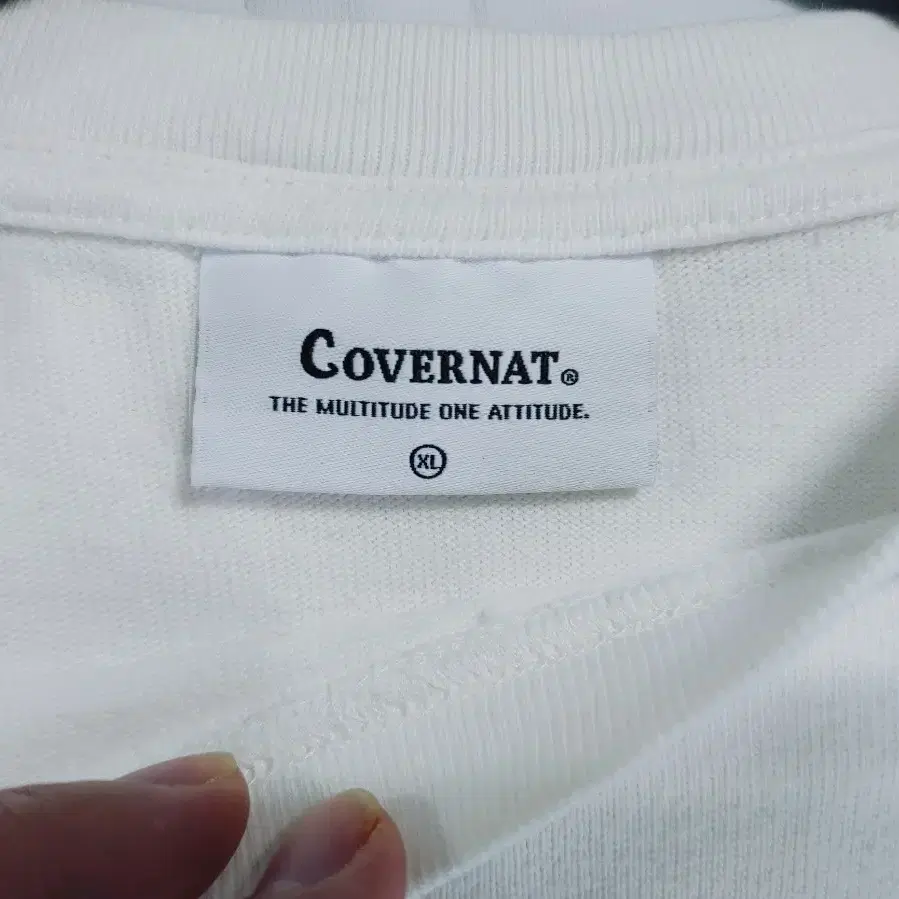 COVERNAT®
THE MULTITUDE ONE ATTITUDE.
XL